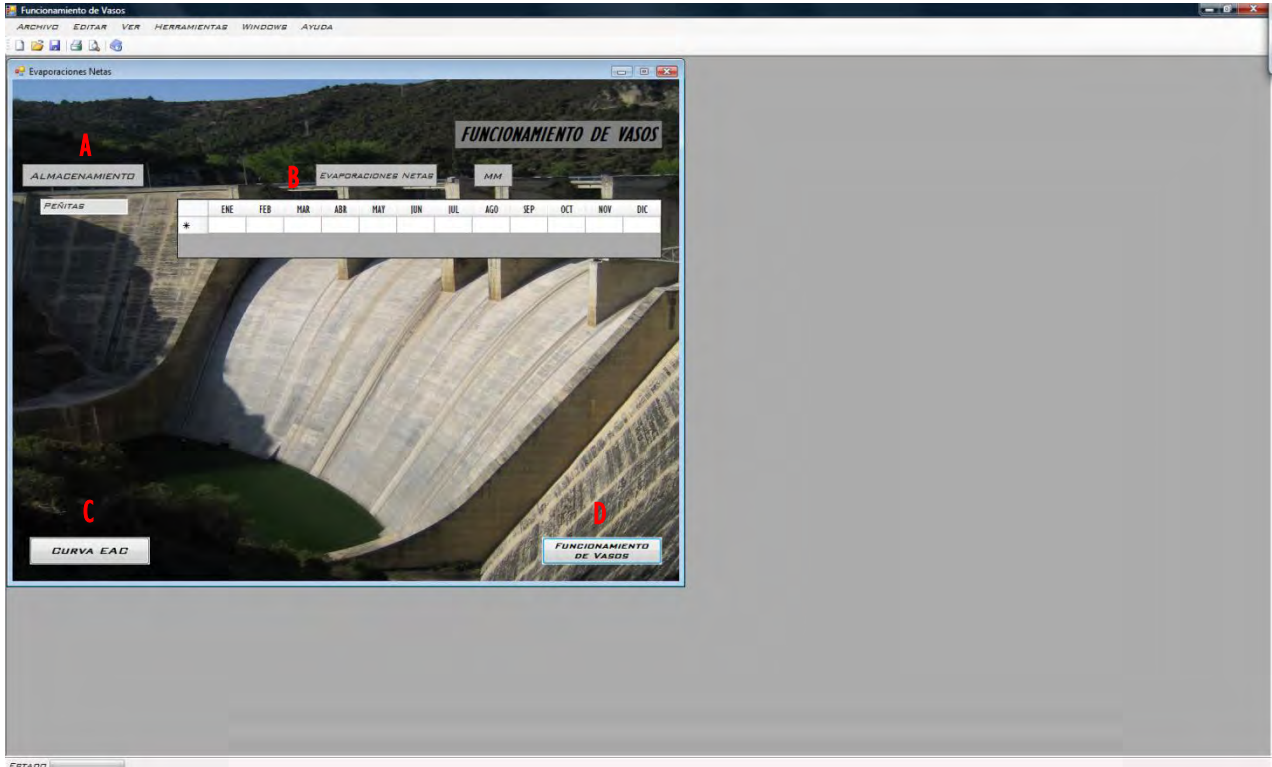 Funcionamiento de Vasos
ARCHIVO EDITAR VER HERRAMIENTAS WINDOWS AYUDA
Evaporaciones Netas
FUNCIONAMIENTO DE VASOS
A
ALMACENAMIENTO
B
EVAPORACIONES NETAS
MM
PEÑITAS
ENE FEB MAR ABR MAY JUN JUL AGO SEP OCT NOV DIC
*
C
D
CURVA EAC
FUNCIONAMIENTO
DE VASOS
ESTADO